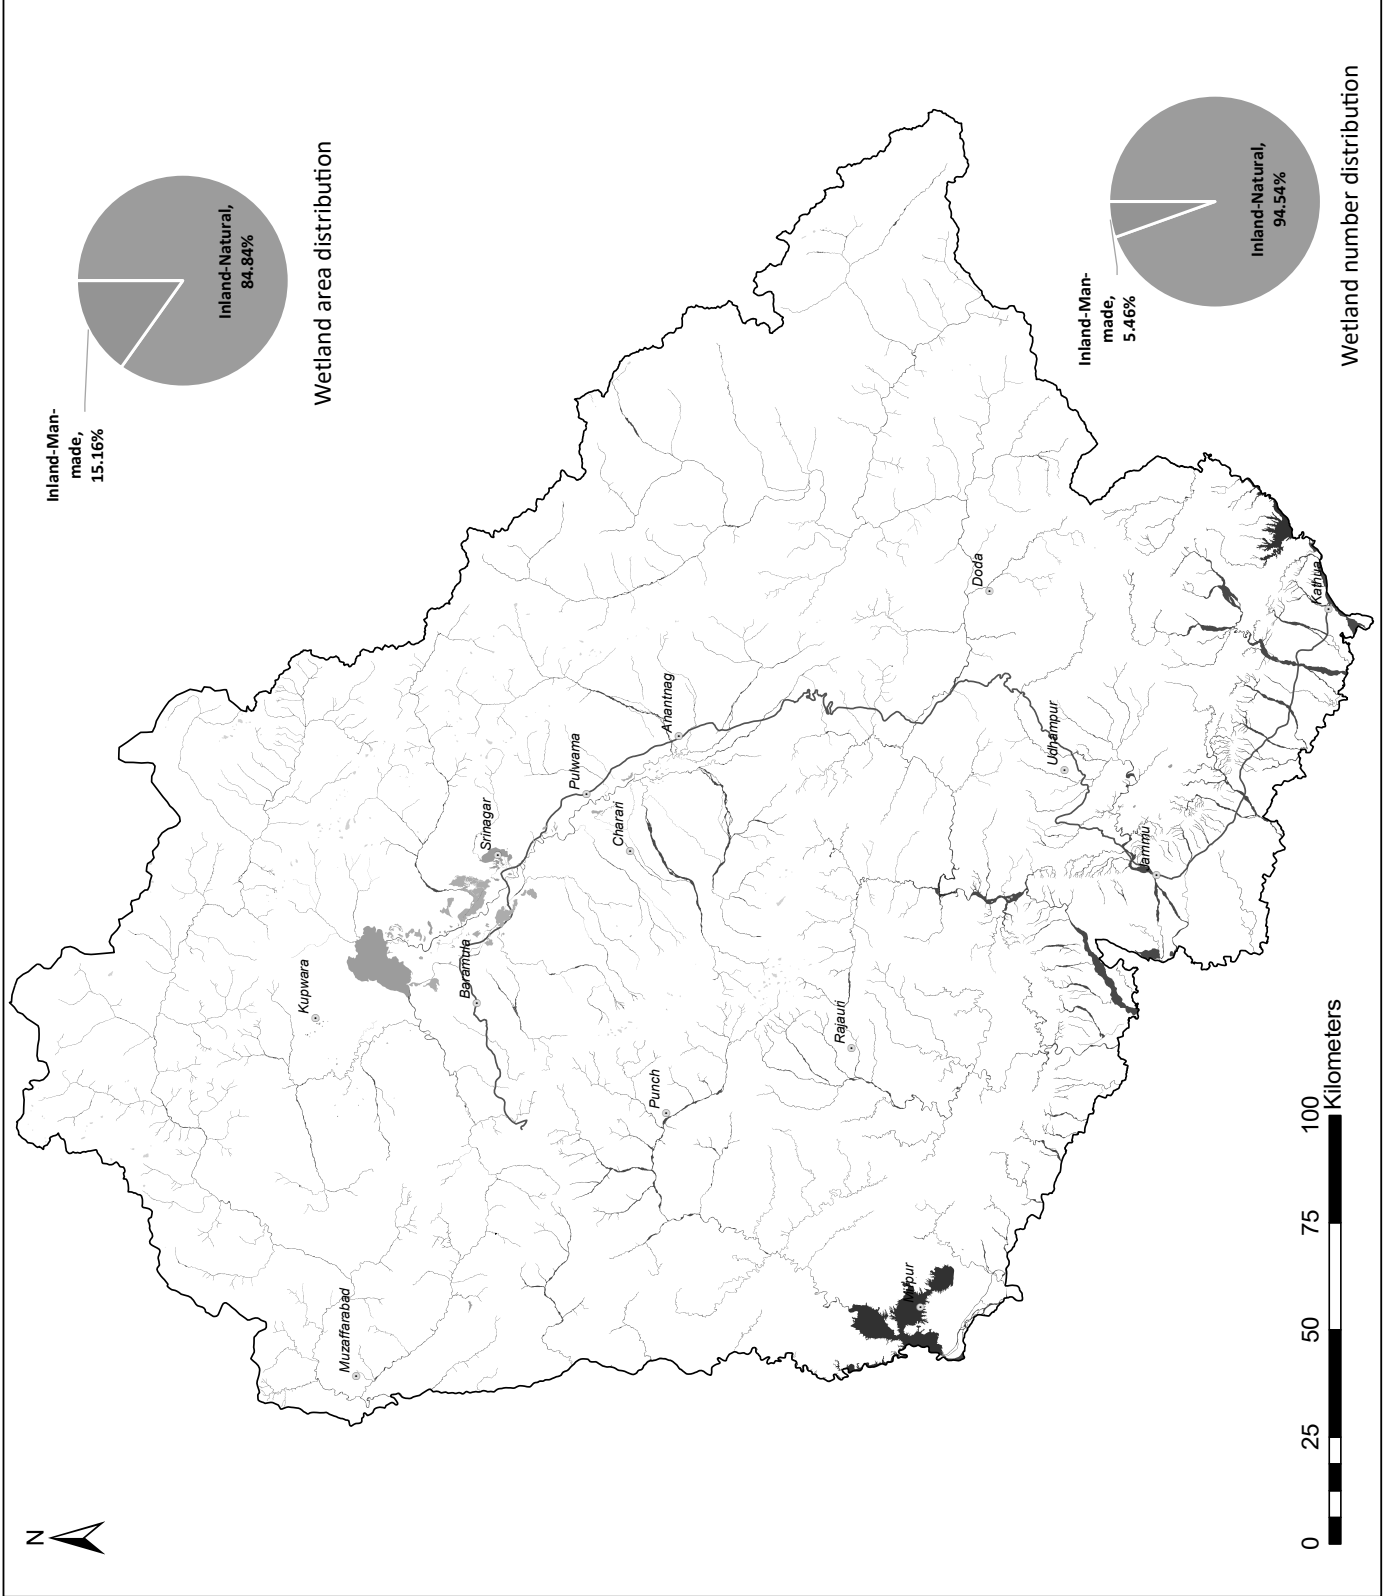 N
Inland-Man-
made,
15.16%
Inland-Natural,
84.84%
Wetland area distribution
Kupwara
Muzaffarabad
Srinagar
Baramula
Pulwama
Anantnag
Charari
Punch
Rajauri
Doda
Udhampur
Mirpur
Jammu
Kathua
Inland-Man-
made,
5.46%
Inland-Natural,
94.54%
Wetland number distribution
0 25 50 75 100
Kilometers